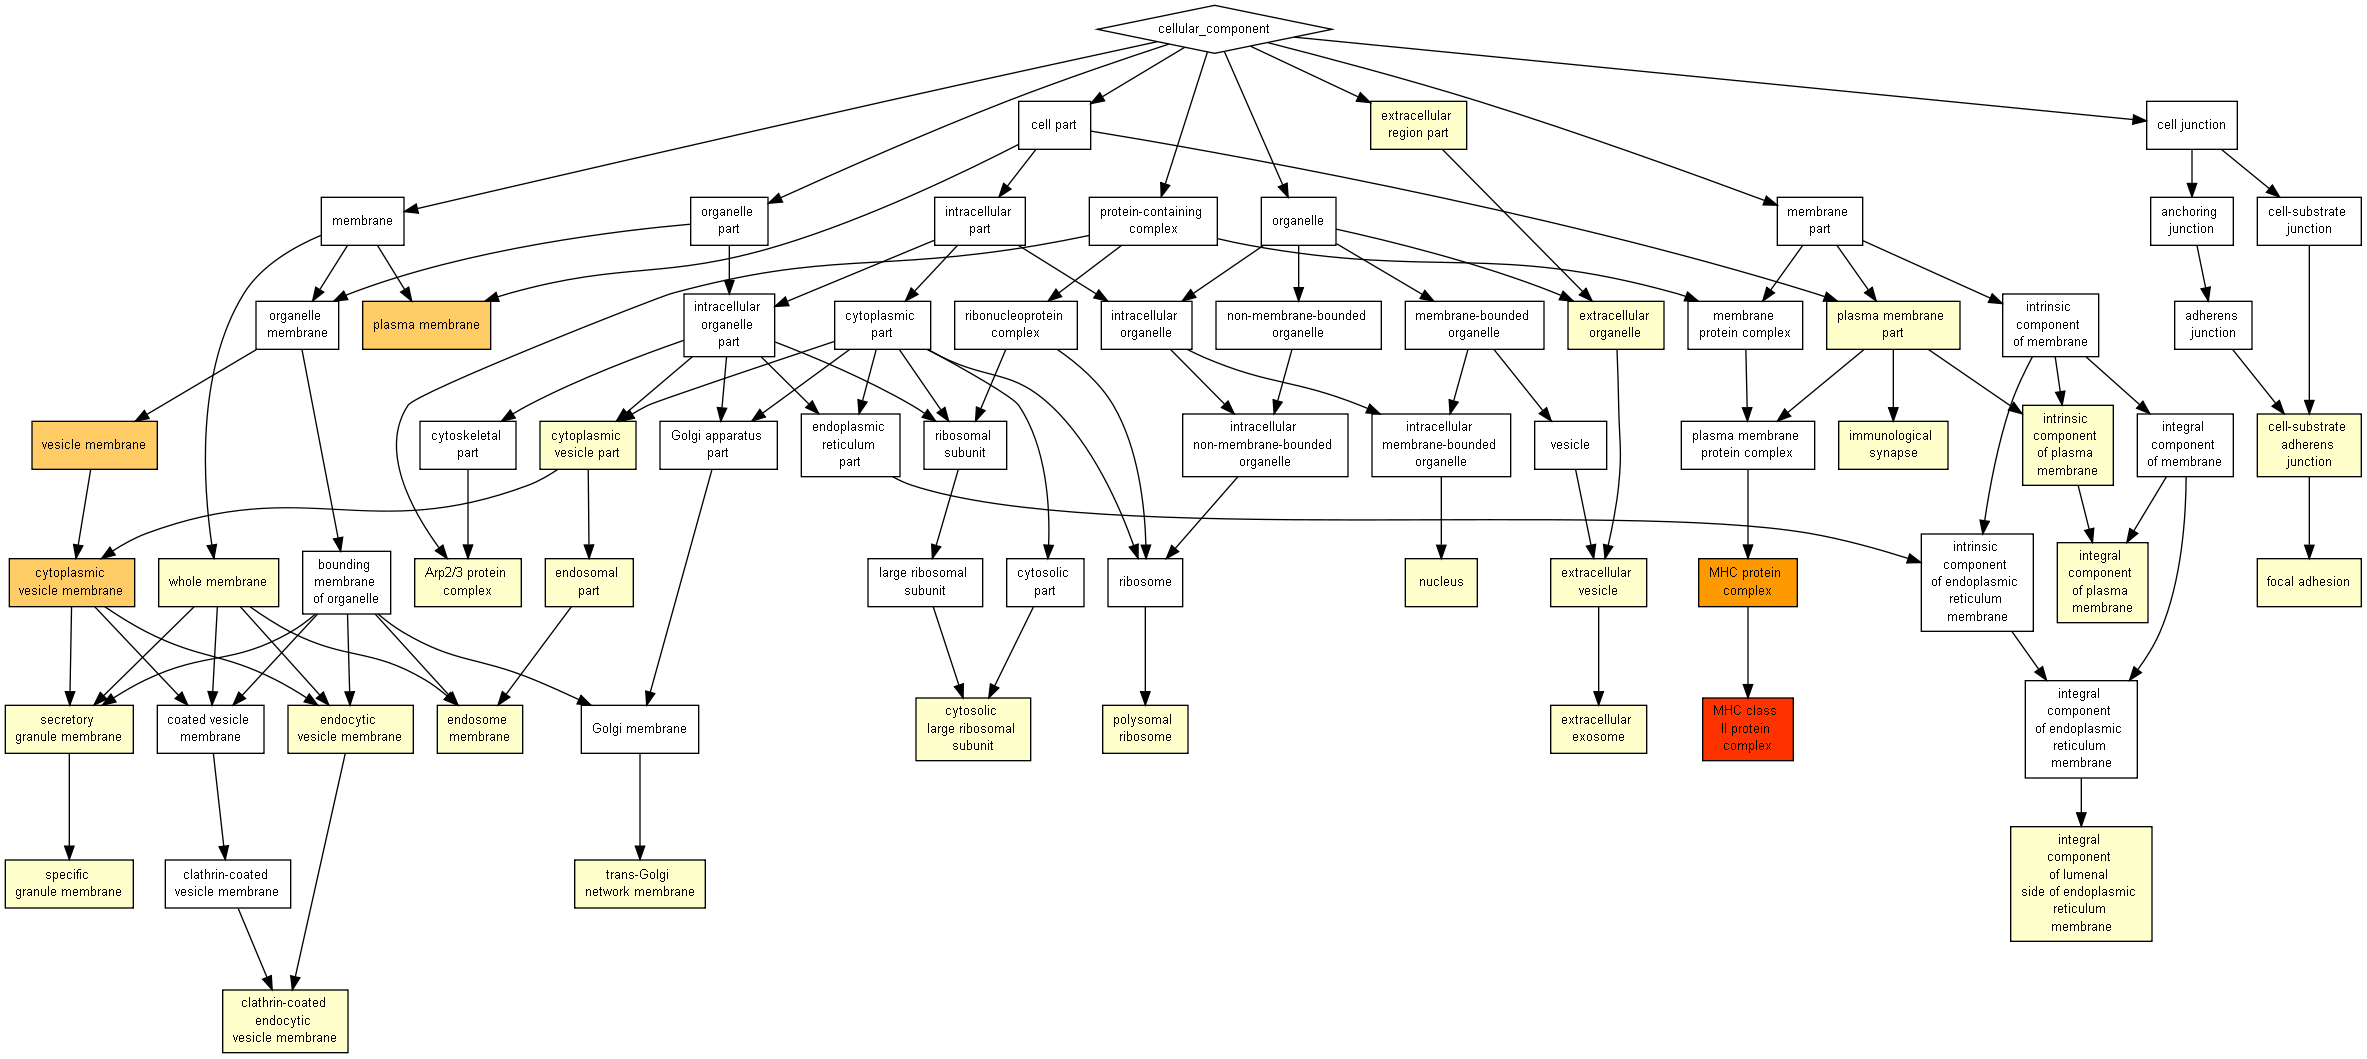 cellular_component
cell part
extracellular
region part
cell junction
membrane
organelle
part
intracellular
part
protein-containing
complex
organelle
membrane
part
anchoring
junction
cell-substrate
junction
organelle
membrane
plasma membrane
intracellular
organelle
part
cytoplasmic
part
ribonucleoprotein
complex
intracellular
organelle
non-membrane-bounded
organelle
membrane-bounded
organelle
extracellular
organelle
membrane
protein complex
plasma membrane
part
intrinsic
component
of membrane
adherens
junction
vesicle membrane
cytoskeletal
part
cytoplasmic
vesicle part
Golgi apparatus
part
endoplasmic
reticulum
part
ribosomal
subunit
intracellular
non-membrane-bounded
organelle
intracellular
membrane-bounded
organelle
vesicle
plasma membrane
protein complex
immunological
synapse
intrinsic
component
of plasma
membrane
integral
component
of membrane
cell-substrate
adherens
junction
cytoplasmic
vesicle membrane
whole membrane
bounding
membrane
of organelle
Arp2/3 protein
complex
endosomal
part
large ribosomal
subunit
cytosolic
part
ribosome
nucleus
extracellular
vesicle
MHC protein
complex
intrinsic
component
of endoplasmic
reticulum
membrane
integral
component
of plasma
membrane
focal adhesion
secretory
granule membrane
coated vesicle
membrane
endocytic
vesicle membrane
endosome
membrane
Golgi membrane
cytosolic
large ribosomal
subunit
polysomal
ribosome
extracellular
exosome
MHC class
II protein
complex
integral
component
of endoplasmic
reticulum
membrane
specific
granule membrane
clathrin-coated
vesicle membrane
trans-Golgi
network membrane
integral
component
of lumenal
side of endoplasmic
reticulum
membrane
clathrin-coated
endocytic
vesicle membrane